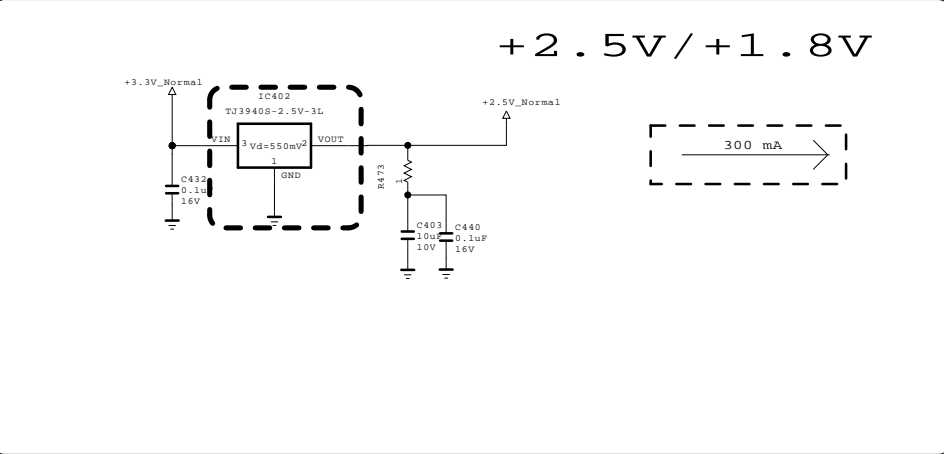 +2.5V/+1.8V
+3.3V_Normal
IC402
TJ3940S-2.5V-3L
+2.5V_Normal
VIN
3
Vd=550mV
2
VOUT
1
GND
300 mA
R473
1
C432
0.1uF
16V
C403
10uF
10V
C440
0.1uF
16V